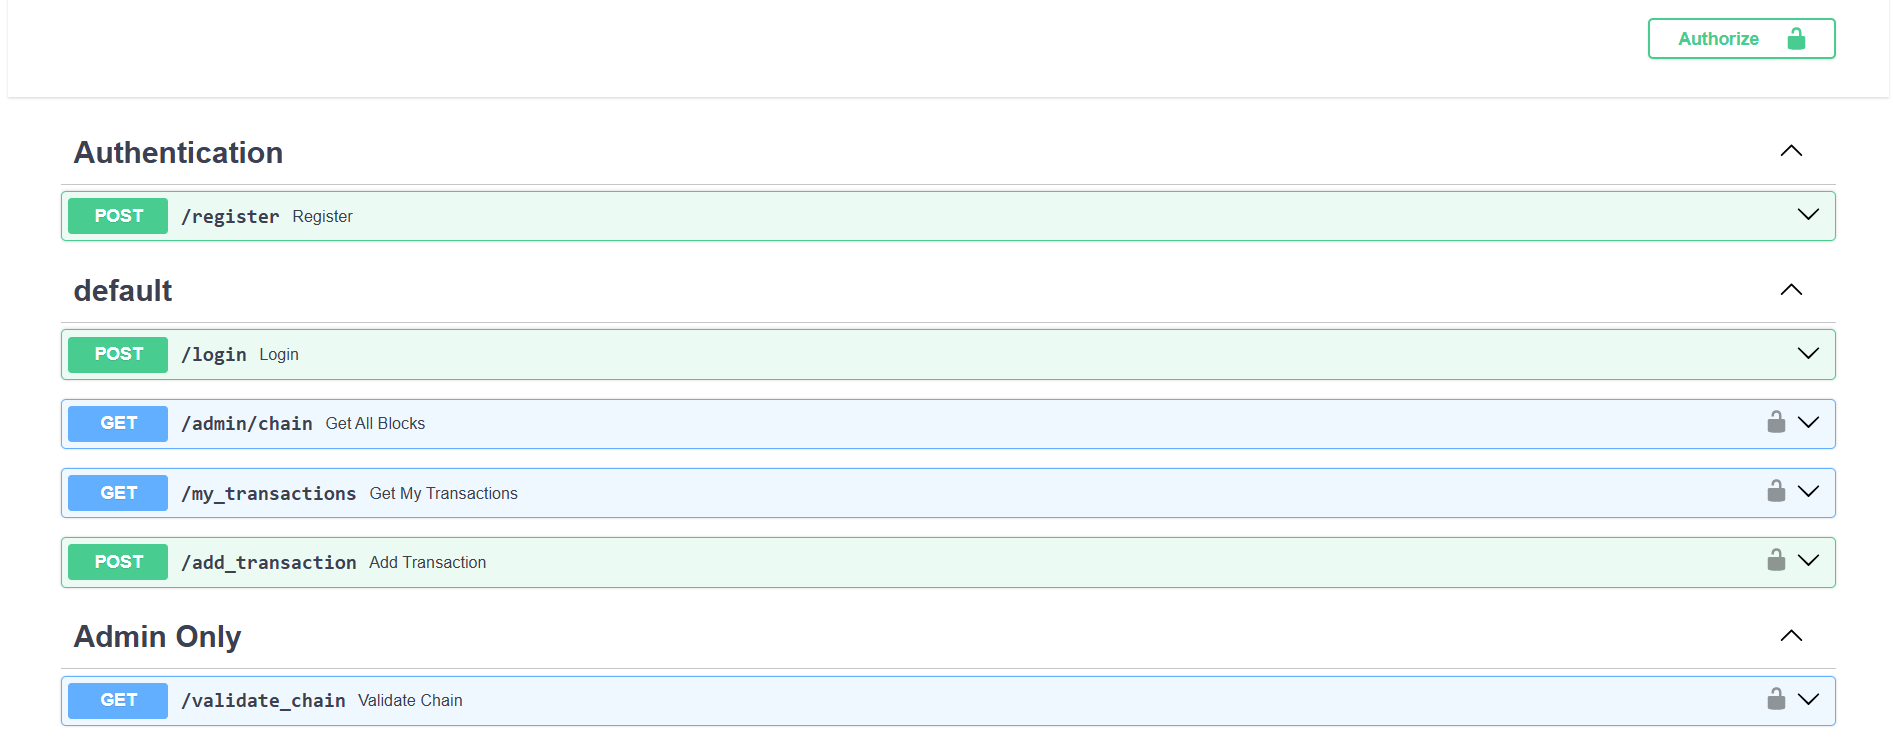 Authorize
Authentication
POST /register Register
default
POST /login Login
GET /admin/chain Get All Blocks
GET /my_transactions Get My Transactions
POST /add_transaction Add Transaction
Admin Only
GET /validate_chain Validate Chain